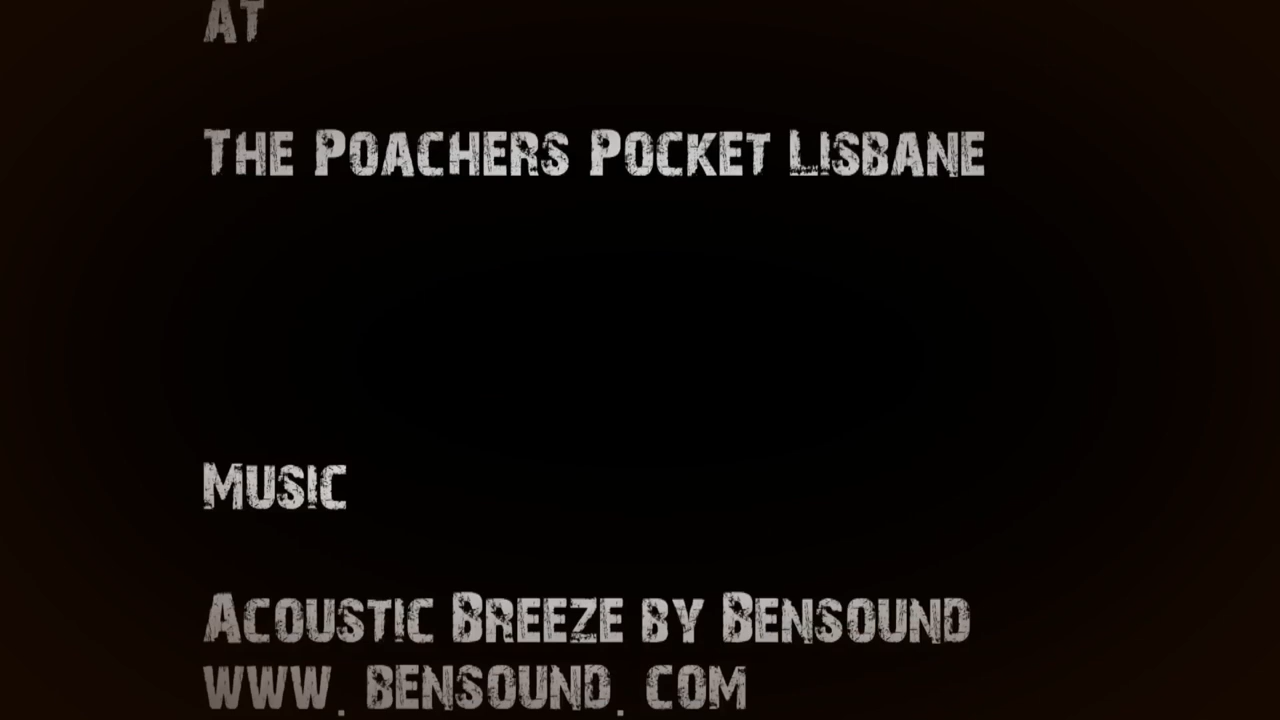 AT
THE POACHERS POCKET LISBANE
MUSIC
ACOUSTIC BREEZE BY BENSOUND
WWW. BENSOUND. COM